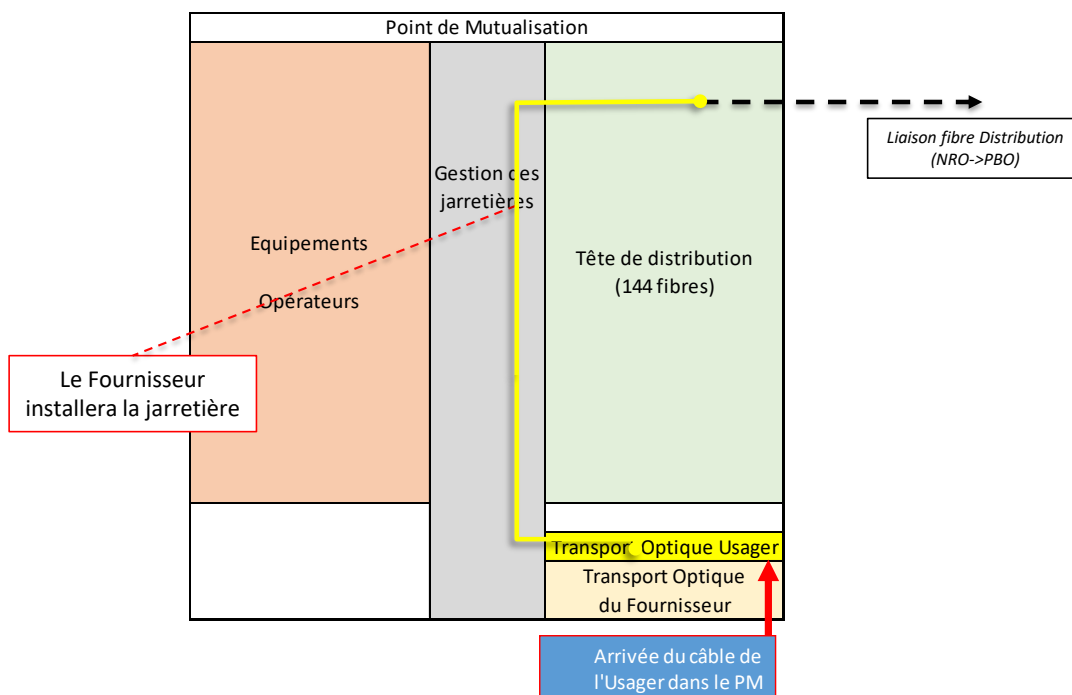 Point de Mutualisation
Liaison fibre Distribution
(NRO->PBO)
Gestion des
jarretières
Equipements
Opérateurs
Tête de distribution
(144 fibres)
Le Fournisseur
installera la jarretière
Transport Optique Usager
Transport Optique
du Fournisseur
Arrivée du câble de
l'Usager dans le PM